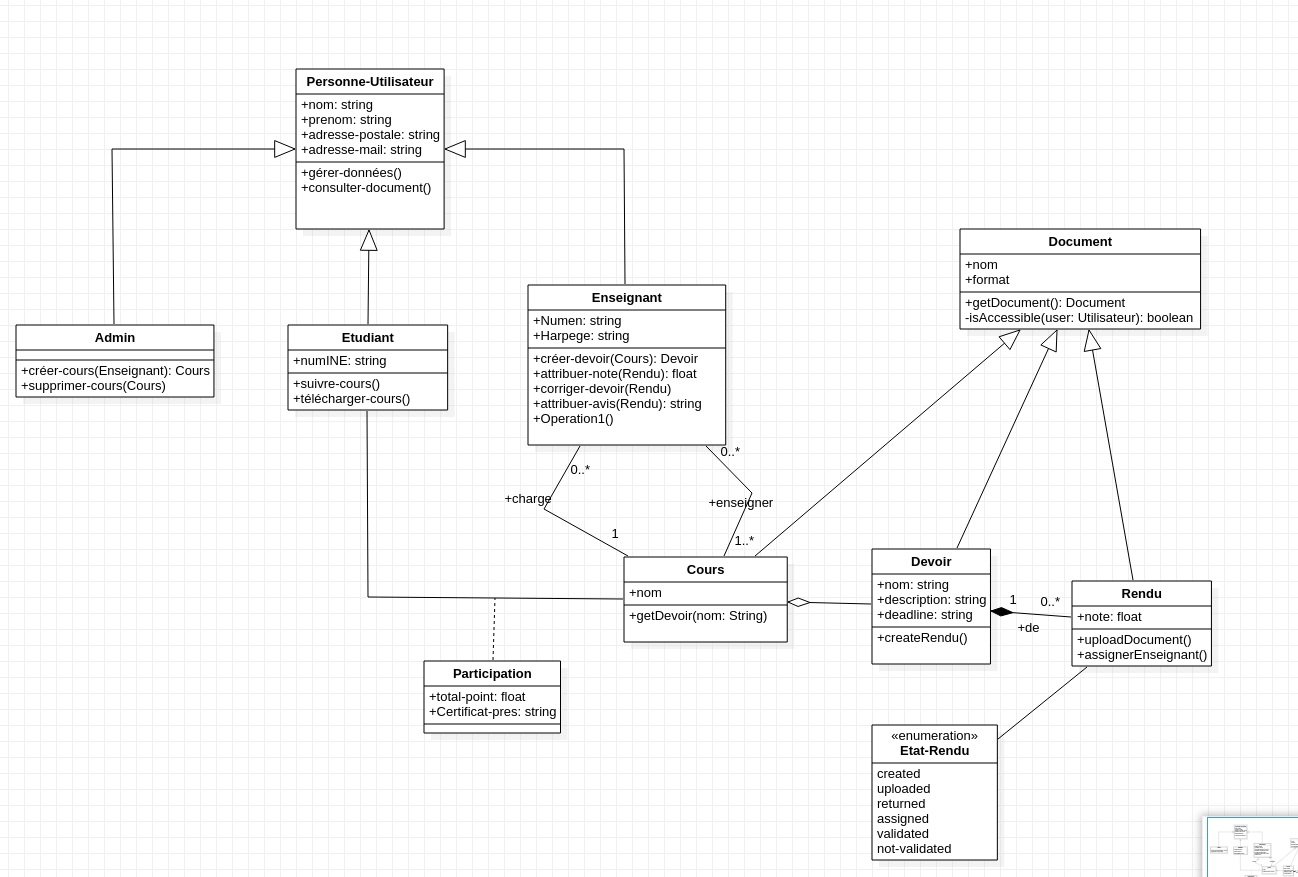 Personne-Utilisateur
+nom: string
+prenom: string
+adresse-postale: string
+adresse-mail: string
+gérer-données()
+consulter-document()
Document
+nom
+format
+getDocument(): Document
-isAccessible(user: Utilisateur): boolean
Admin
+créer-cours(Enseignant): Cours
+supprimer-cours(Cours)
Etudiant
+numINE: string
+suivre-cours()
+télécharger-cours()
Enseignant
+Numen: string
+Harpege: string
+créer-devoir(Cours): Devoir
+attribuer-note(Rendu): float
+corriger-devoir(Rendu)
+attribuer-avis(Rendu): string
+Operation1()
0..*
+charge
1
0..*
+enseigner
1..*
Cours
+nom
+getDevoir(nom: String)
Devoir
+nom: string
+description: string
+deadline: string
+createRendu()
1
0..*
+de
Rendu
+note: float
+uploadDocument()
+assignerEnseignant()
Participation
+total-point: float
+Certificat-pres: string
«enumeration»
Etat-Rendu
created
uploaded
returned
assigned
validated
not-validated